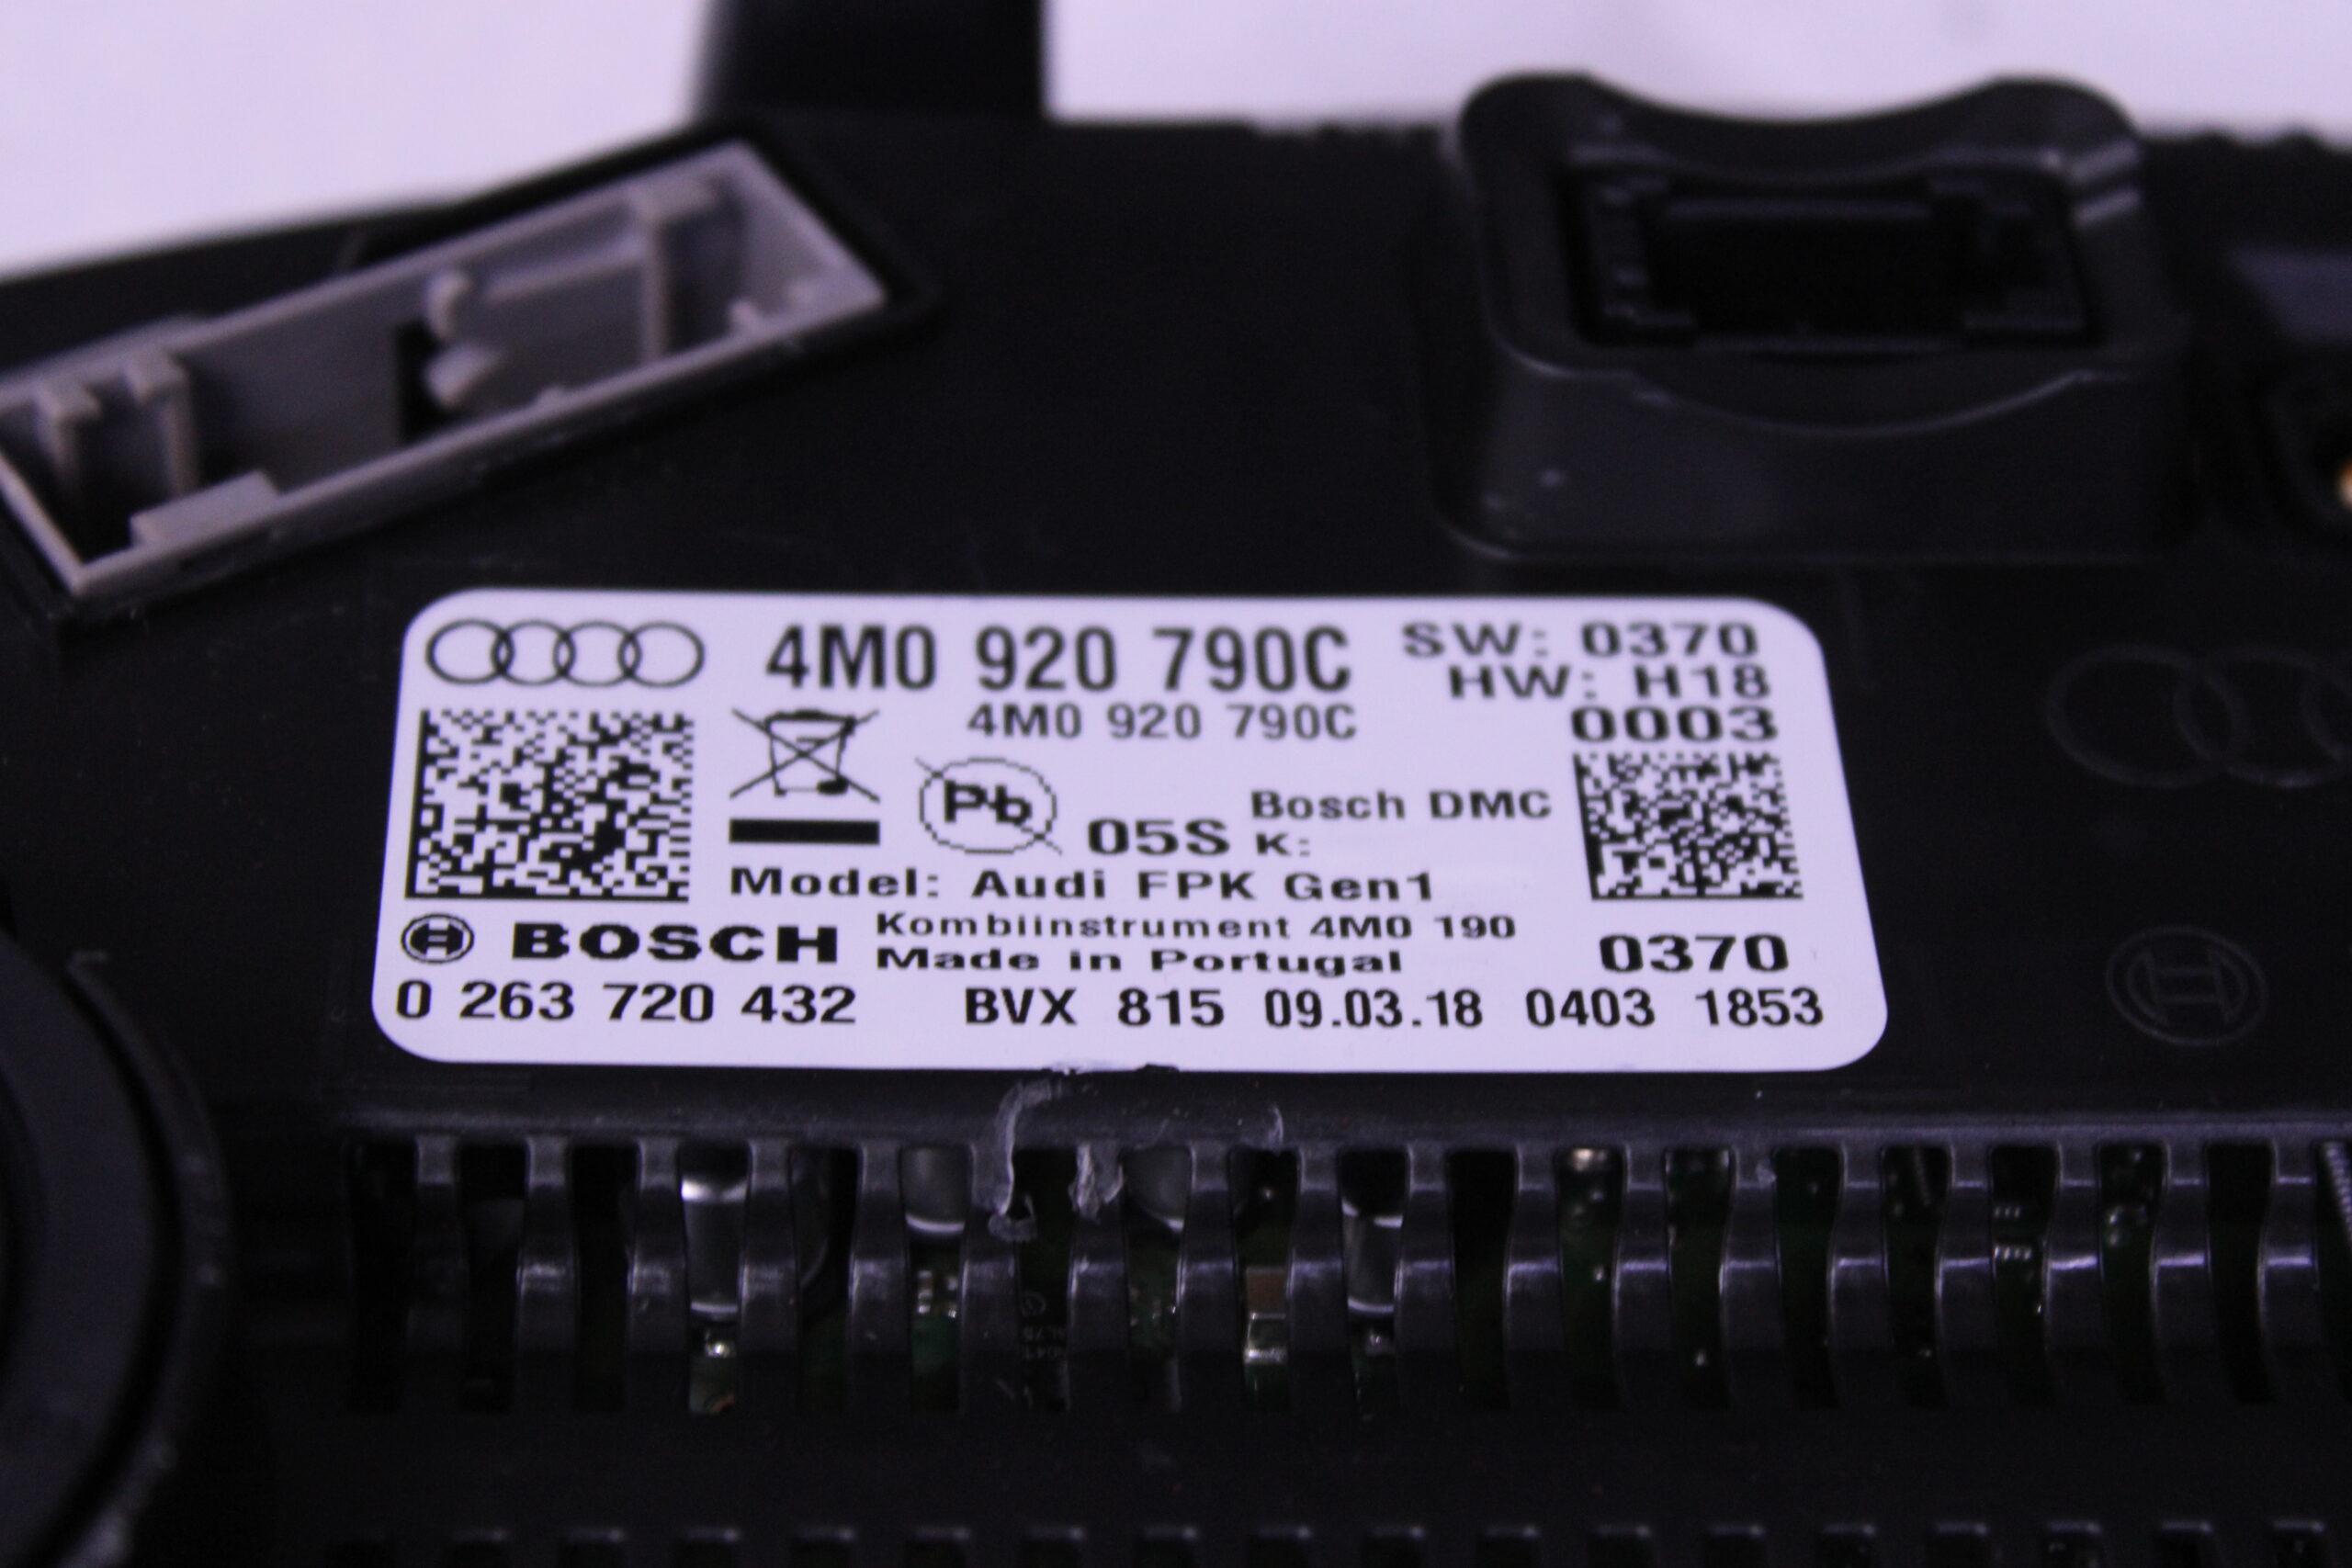 4M0 920 790C
SW: 0370
HW: H18
4M0 920 790C
0003
Pb
05S
Bosch DMC
K:
Model: Audi FPK Gen1
BOSCH
Kombiinstrument 4M0 190
Made in Portugal
0370
0 263 720 432 BVX 815 09.03.18 0403 1853